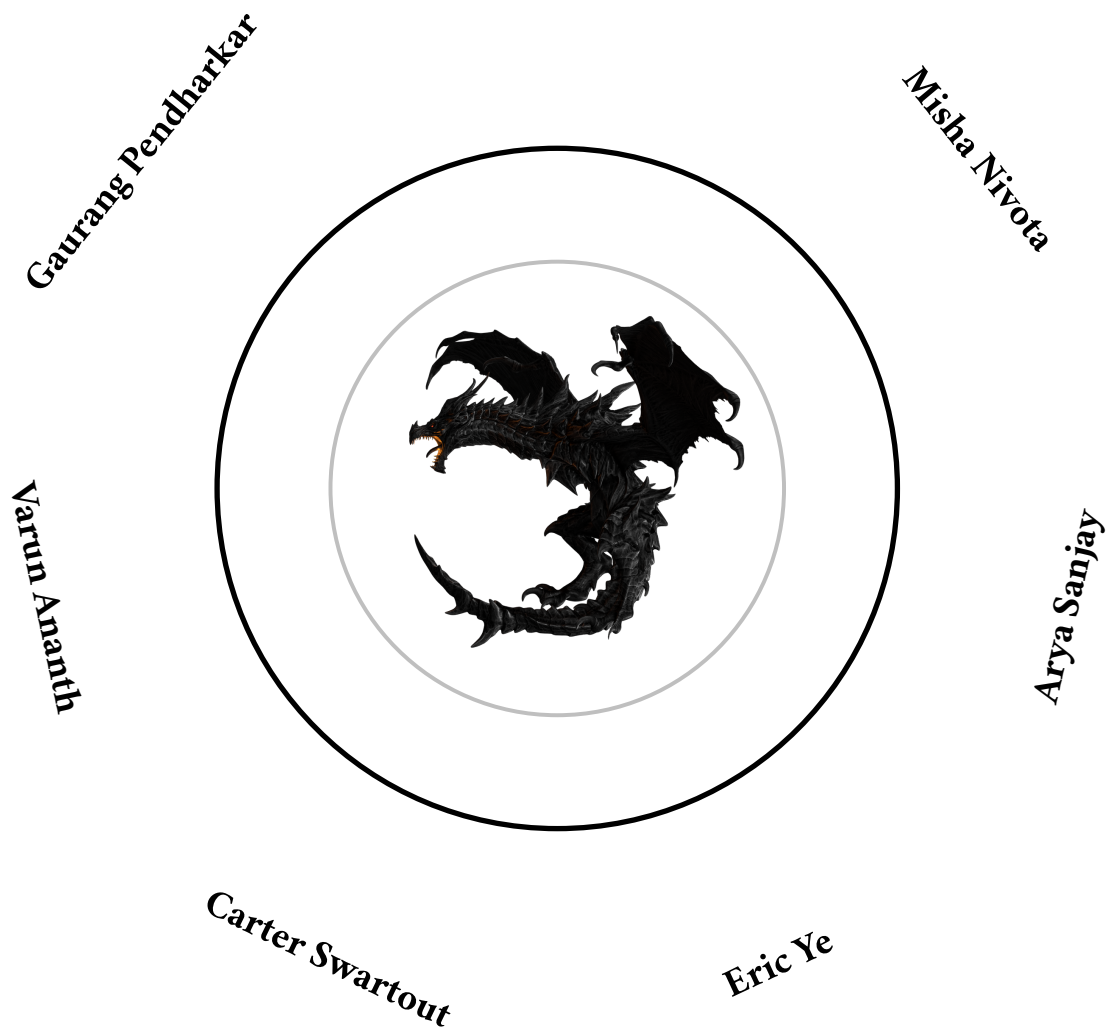 Gaurang Pendharkar
Misha Nivota
Varun Ananth
Arya Sanjay
Carter Swartout
Eric Ye